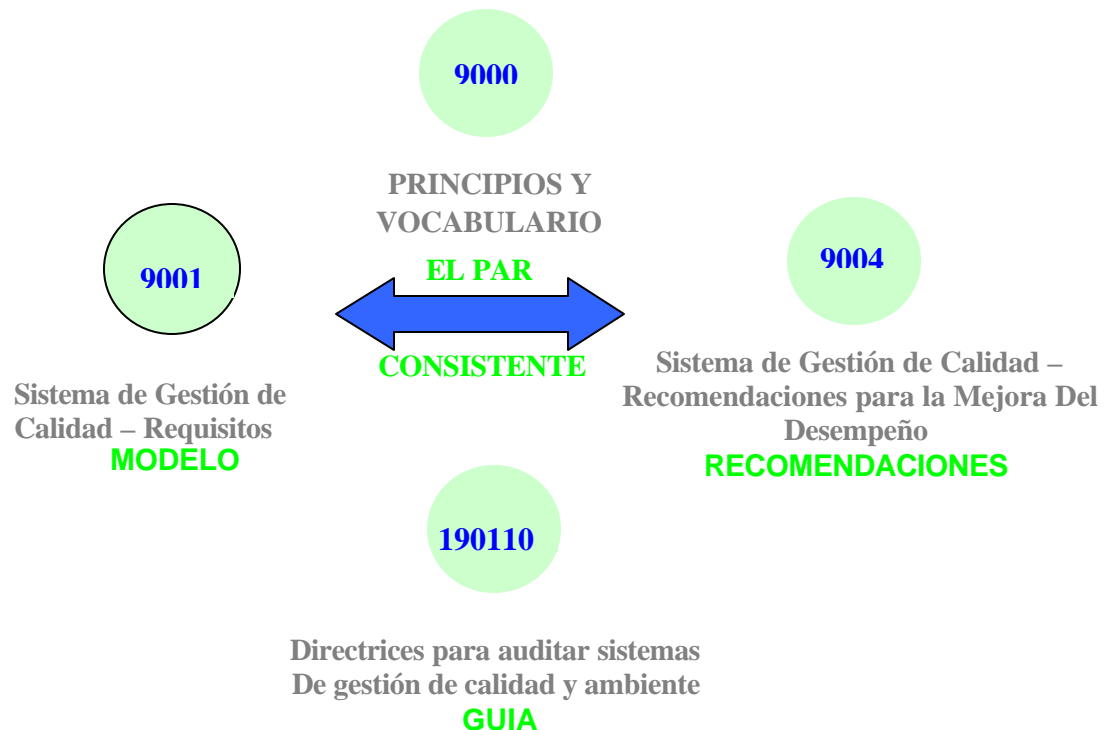 9000
PRINCIPIOS Y
VOCABULARIO
9001
EL PAR
9004
CONSISTENTE
Sistema de Gestión de
Calidad – Requisitos
MODELO
Sistema de Gestión de Calidad –
Recomendaciones para la Mejora Del
Desempeño
RECOMENDACIONES
190110
Directrices para auditar sistemas
De gestión de calidad y ambiente
GUIA